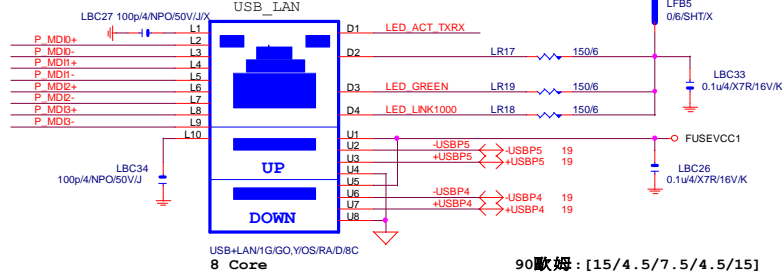 USB_LAN
LFB5
0/6/SHT/X
LBC27 100p/4/NPO/50V/J/X
L1
D1 LED_ACT_TXRX
P_MDI0+ L2
P_MDI0- L3
D2 LR17 150/6
P_MDI1+ L4
P_MDI1- L5
LBC33
0.1u/4/X7R/16V/K
P_MDI2+ L6
D3 LED_GREEN LR19 150/6
P_MDI2- L7
P_MDI3+ L8
D4 LED_LINK1000 LR18 150/6
P_MDI3- L9
L10
U1 FUSEVCC1
U2 -USBP5 -USBP5 19
U3 +USBP5 +USBP5 19
LBC34
100p/4/NPO/50V/J
UP
U4
U5
LBC26
0.1u/4/X7R/16V/K
U6 -USBP4 -USBP4 19
U7 +USBP4 +USBP4 19
DOWN
U8
USB+LAN/1G/GO,Y/OS/RA/D/8C
8 Core
90歐姆:[15/4.5/7.5/4.5/15]